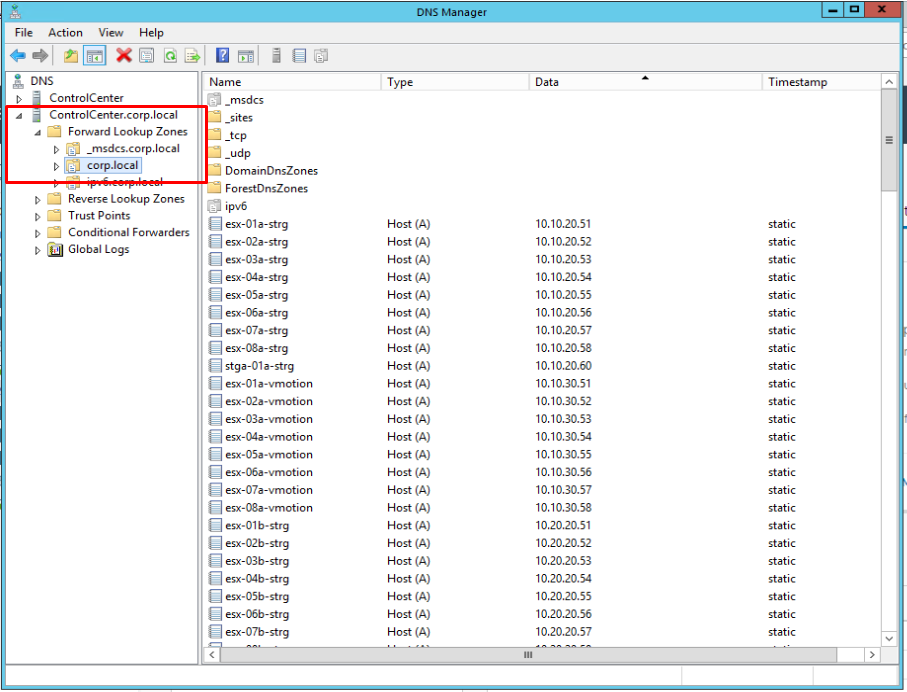 DNS Manager
File Action View Help
DNS
ControlCenter
ControlCenter.corp.local
Forward Lookup Zones
_msdcs.corp.local
corp.local
ipv6.corp.local
Reverse Lookup Zones
Trust Points
Conditional Forwarders
Global Logs
Name Type Data Timestamp
_msdcs
_sites
_tcp
_udp
DomainDnsZones
ForestDnsZones
ipv6
esx-01a-strg Host (A) 10.10.20.51 static
esx-02a-strg Host (A) 10.10.20.52 static
esx-03a-strg Host (A) 10.10.20.53 static
esx-04a-strg Host (A) 10.10.20.54 static
esx-05a-strg Host (A) 10.10.20.55 static
esx-06a-strg Host (A) 10.10.20.56 static
esx-07a-strg Host (A) 10.10.20.57 static
esx-08a-strg Host (A) 10.10.20.58 static
stga-01a-strg Host (A) 10.10.20.60 static
esx-01a-vmotion Host (A) 10.10.30.51 static
esx-02a-vmotion Host (A) 10.10.30.52 static
esx-03a-vmotion Host (A) 10.10.30.53 static
esx-04a-vmotion Host (A) 10.10.30.54 static
esx-05a-vmotion Host (A) 10.10.30.55 static
esx-06a-vmotion Host (A) 10.10.30.56 static
esx-07a-vmotion Host (A) 10.10.30.57 static
esx-08a-vmotion Host (A) 10.10.30.58 static
esx-01b-strg Host (A) 10.20.20.51 static
esx-02b-strg Host (A) 10.20.20.52 static
esx-03b-strg Host (A) 10.20.20.53 static
esx-04b-strg Host (A) 10.20.20.54 static
esx-05b-strg Host (A) 10.20.20.55 static
esx-06b-strg Host (A) 10.20.20.56 static
esx-07b-strg Host (A) 10.20.20.57 static